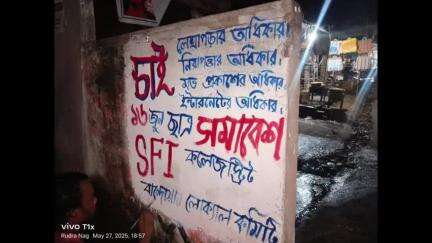 চাই
লেখাপড়ার অধিকার।
নিরাপত্তার অধিকার।
মত প্রকাশের অধিকার,
ইন্টারনেটের অধিকার,
১৬ জুন ছাত্র সমাবেশ
SFI কলেজস্ট্রিট
লোকাল কমিটি
vivo T1x
Rudra Nag May 27, 2025, 18:57